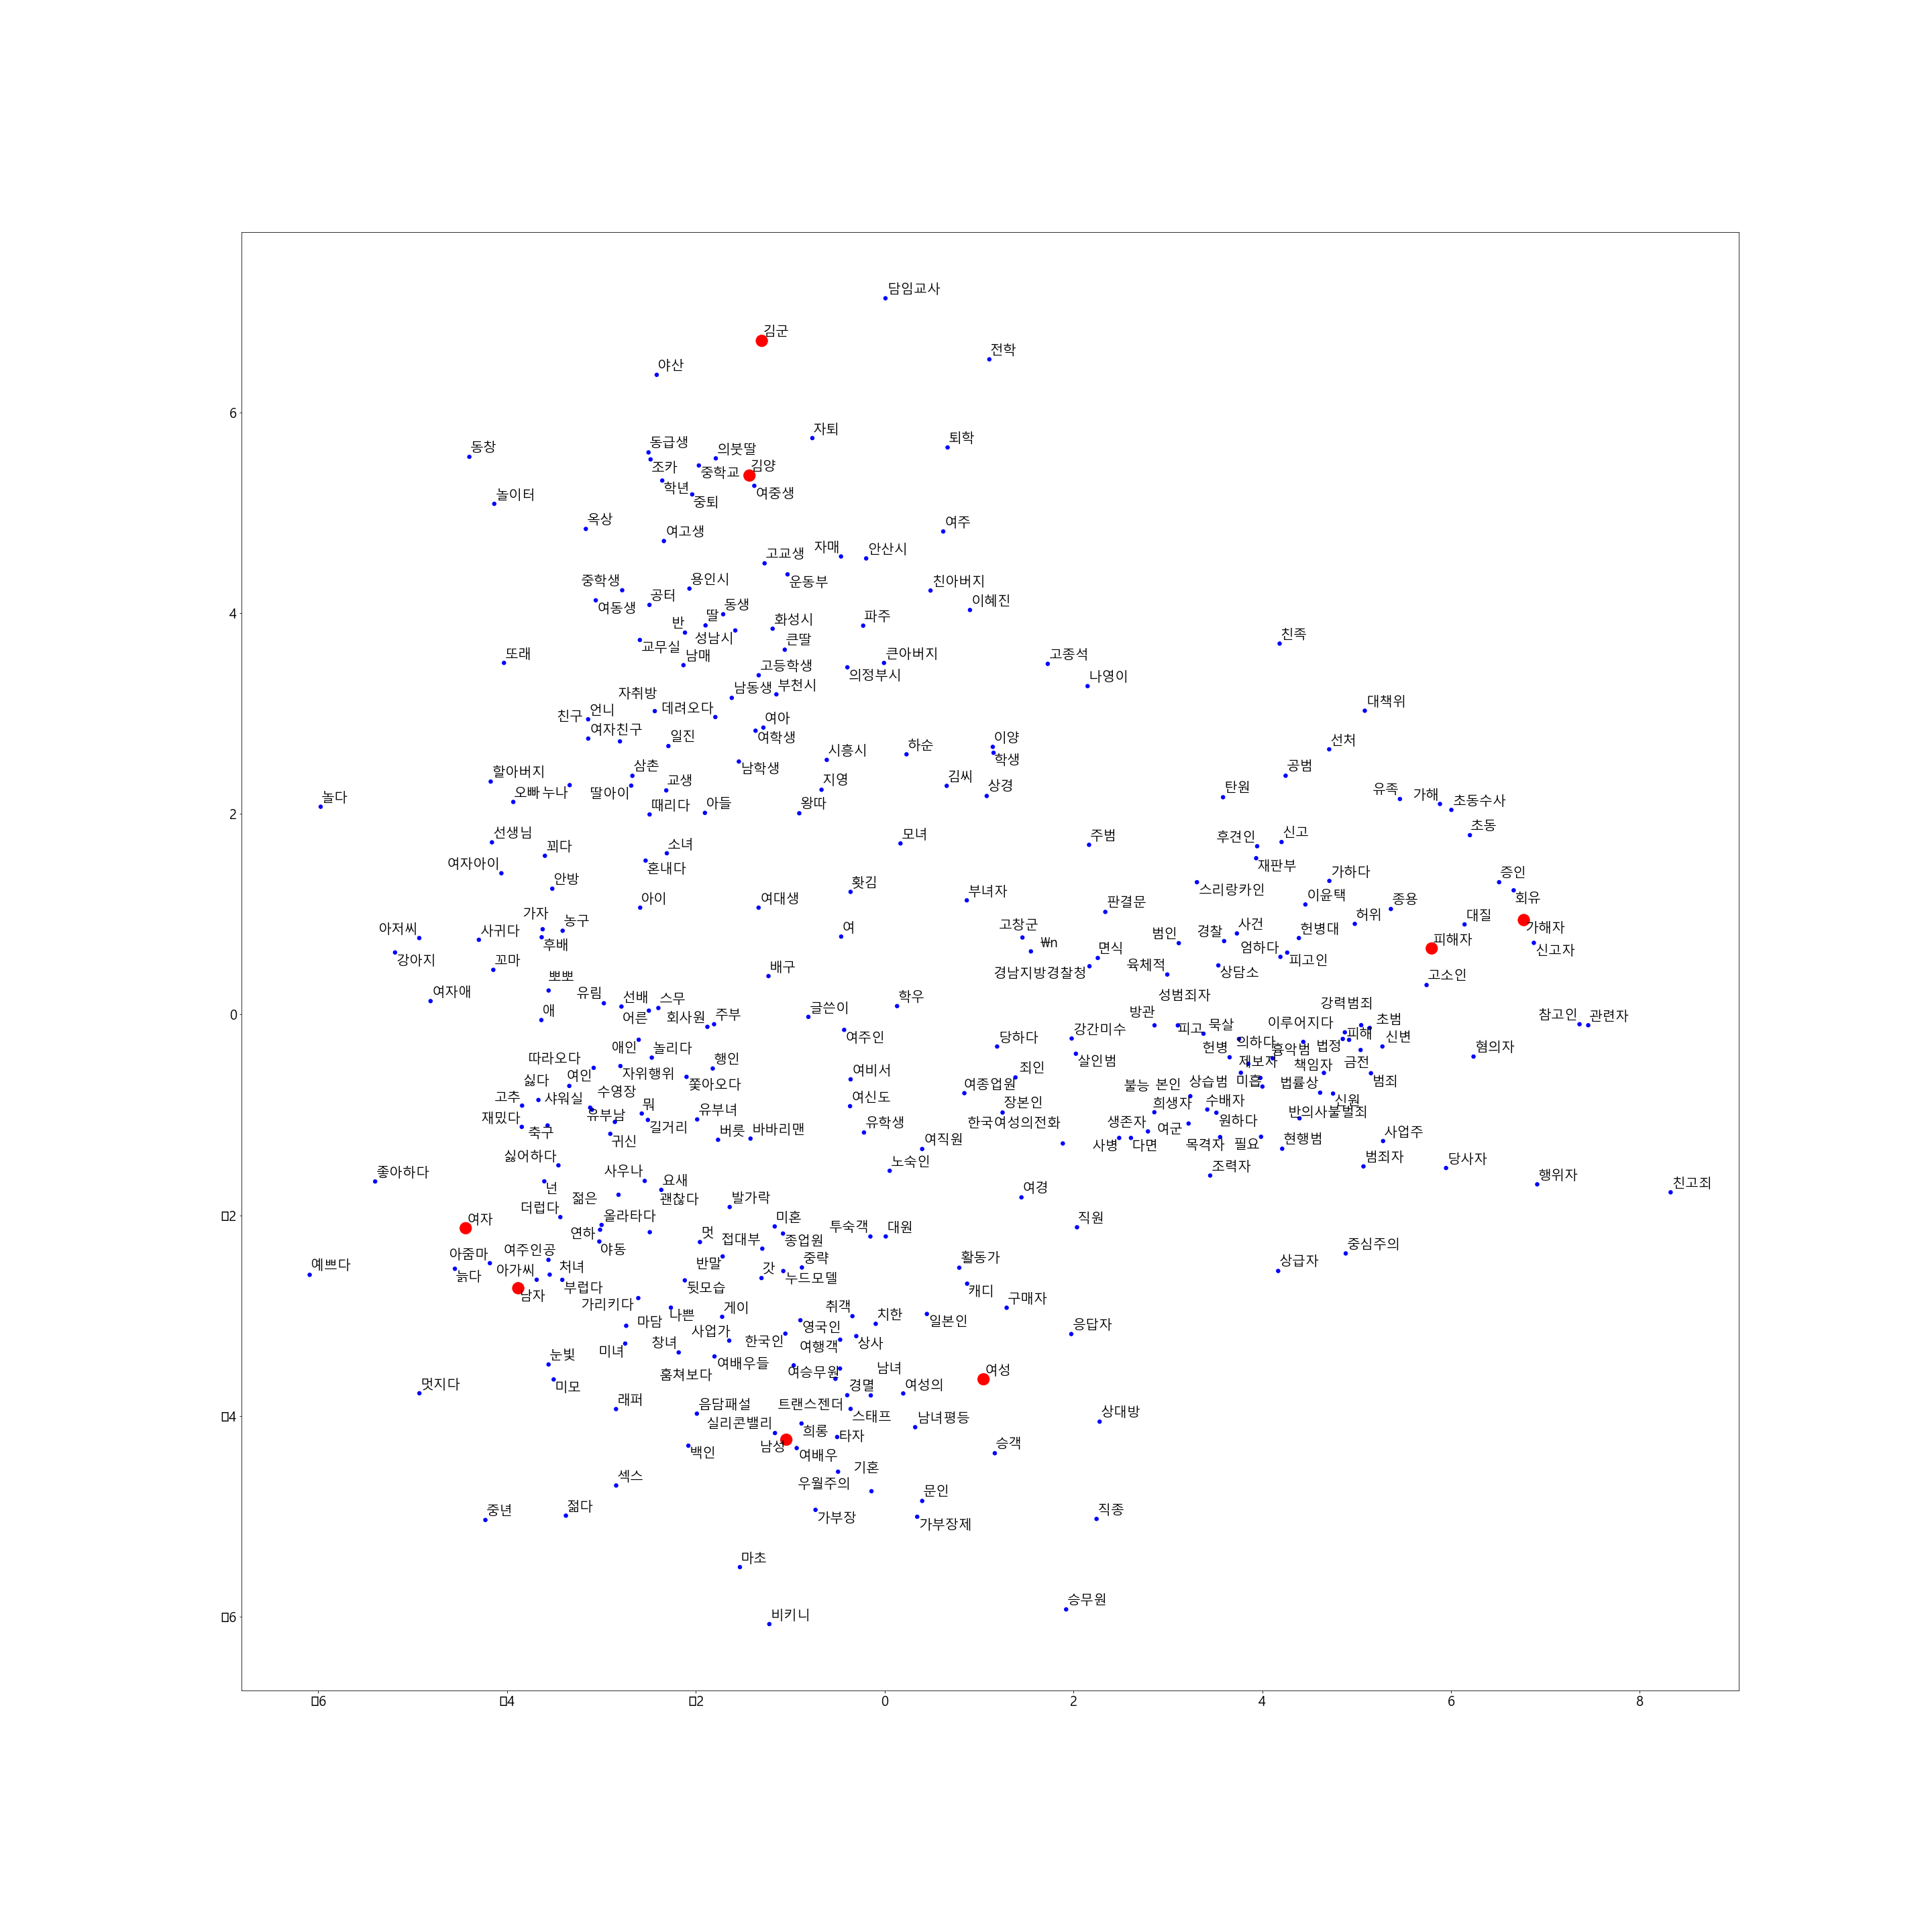 담임교사
김군
전학
야산
자퇴
퇴학
6
동창
동급생
의붓딸
조카
중학교
김양
학년
여중생
중퇴
놀이터
옥상
여고생
여주
고교생
자매
안산시
운동부
중학생
용인시
친아버지
여동생
공터
동생
이혜진
4
딸
반
성남시
화성시
파주
친족
교무실
큰딸
또래
남매
큰아버지
고종석
고등학생
의정부시
나영이
남동생
부천시
자취방
데려오다
대책위
친구
언니
여자친구
여아
여학생
일진
이양
학생
선처
시흥시
하순
남학생
할아버지
삼촌
공범
딸아이
교생
지영
김씨
상경
오빠
누나
탄원
유족
가해
초동수사
놀다
2
때리다
아들
왕따
초동
선생님
모녀
주범
후견인
신고
꾀다
소녀
혼내다
재판부
여자아이
안방
홧김
가하다
증인
스리랑카인
회유
아이
여대생
부녀자
판결문
이윤택
종용
가자
농구
허위
대질
가해자
아저씨
사귀다
후배
여
고창군
₩n
범인
경찰
사건
헌병대
신고자
강아지
면식
엄하다
피고인
피해자
꼬마
배구
경남지방경찰청
육체적
상담소
뽀뽀
고소인
여자애
유림
선배
스무
학우
성범죄자
강력범죄
0
애
어른
회사원
주부
글쓴이
방관
참고인
관련자
여주인
강간미수
피고
묵살
이루어지다
초범
피해
애인
놀리다
당하다
살인범
헌병
의하다
흉악범
법정
신변
금전
혐의자
따라오다
자위행위
행인
제보자
책임자
범죄
싫다
여인
쫓아오다
여비서
죄인
불능
본인
상습범
미흡
법률상
고추
샤워실
수영장
여종업원
신원
재밌다
유부남
뭐
유부녀
여신도
장본인
희생자
수배자
반의사불벌죄
축구
길거리
버릇
바바리맨
유학생
한국여성의전화
생존자
여군
원하다
귀신
여직원
사병
다면
목격자
필요
현행범
사업주
싫어하다
노숙인
조력자
범죄자
당사자
행위자
좋아하다
넌
젊은
사우나
요새
괜찮다
여경
친고죄
더럽다
올라타다
발가락
2
여자
연하
야동
멋
접대부
미혼
종업원
투숙객
대원
직원
아줌마
늙다
여주인공
반말
중략
중심주의
예쁘다
아가씨
처녀
부럽다
뒷모습
갓
누드모델
활동가
상급자
남자
캐디
가리키다
나쁜
게이
취객
치한
일본인
구매자
마담
사업가
한국인
영국인
응답자
미녀
창녀
여행객
상사
눈빛
훔쳐보다
여배우들
여승무원
남녀
여성
멋지다
미모
경멸
여성의
래퍼
음담패설
트랜스젠더
스태프
상대방
4
실리콘밸리
희롱
타자
남녀평등
남성
백인
여배우
승객
섹스
우월주의
기혼
문인
중년
젊다
가부장
가부장제
직종
마초
승무원
6
비키니
6 4 2 0 2 4 6 8